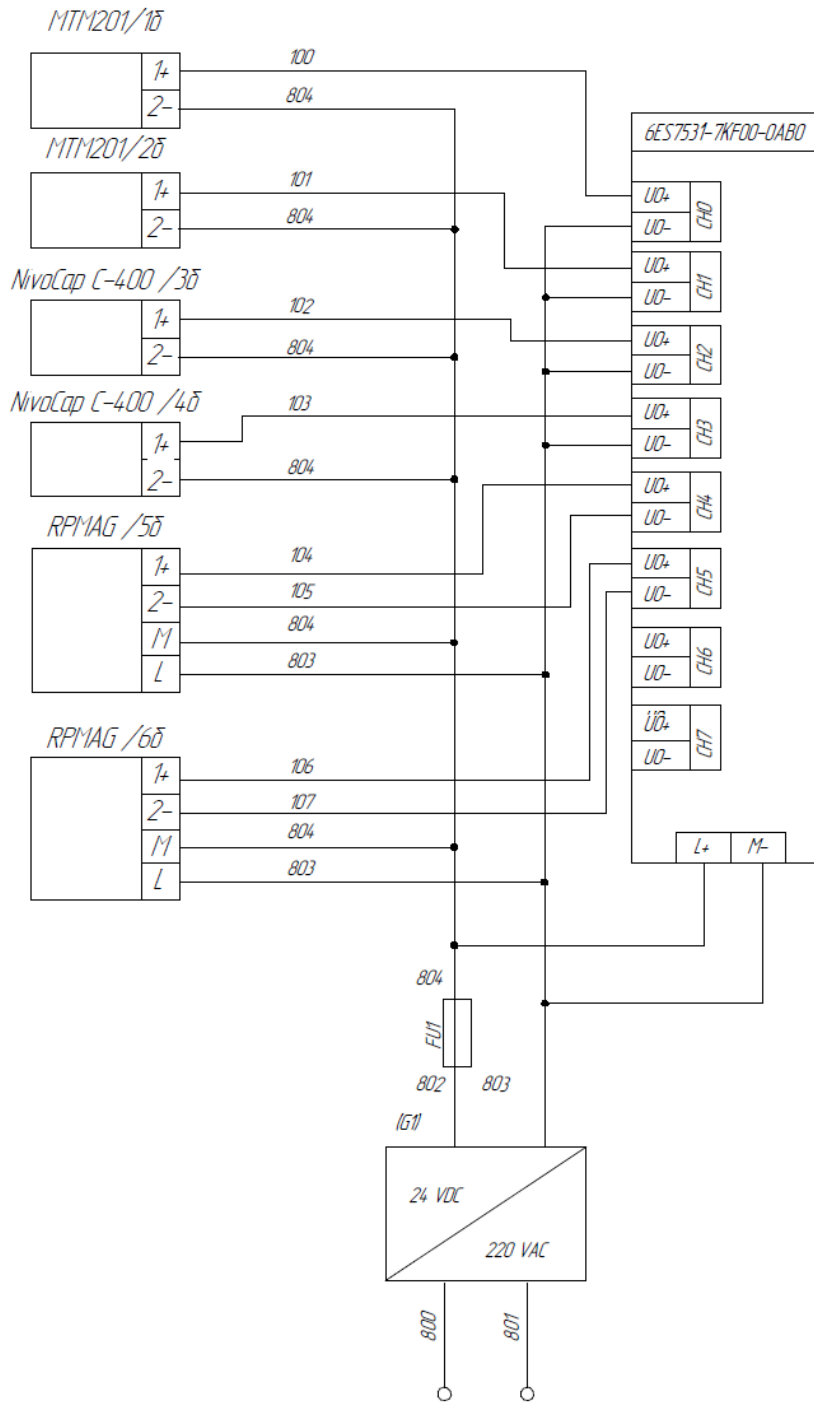 МТМ201/1б
1+
100
2-
804
МТМ201/2б
1+
101
2-
804
NivoCap C-400 /3б
1+
102
2-
804
NivoCap C-400 /4б
1+
103
2-
804
RPMAG /5б
1+
104
2-
105
M
804
L
803
RPMAG /6б
1+
106
2-
107
M
804
L
803
6ES7531-7KF00-0AB0
U0+
U0-
CH0
U0+
U0-
CH1
U0+
U0-
CH2
U0+
U0-
CH3
U0+
U0-
CH4
U0+
U0-
CH5
U0+
U0-
CH6
U0+
U0-
CH7
L+
M-
804
FU1
802
803
(G1)
24 VDC
220 VAC
800
801